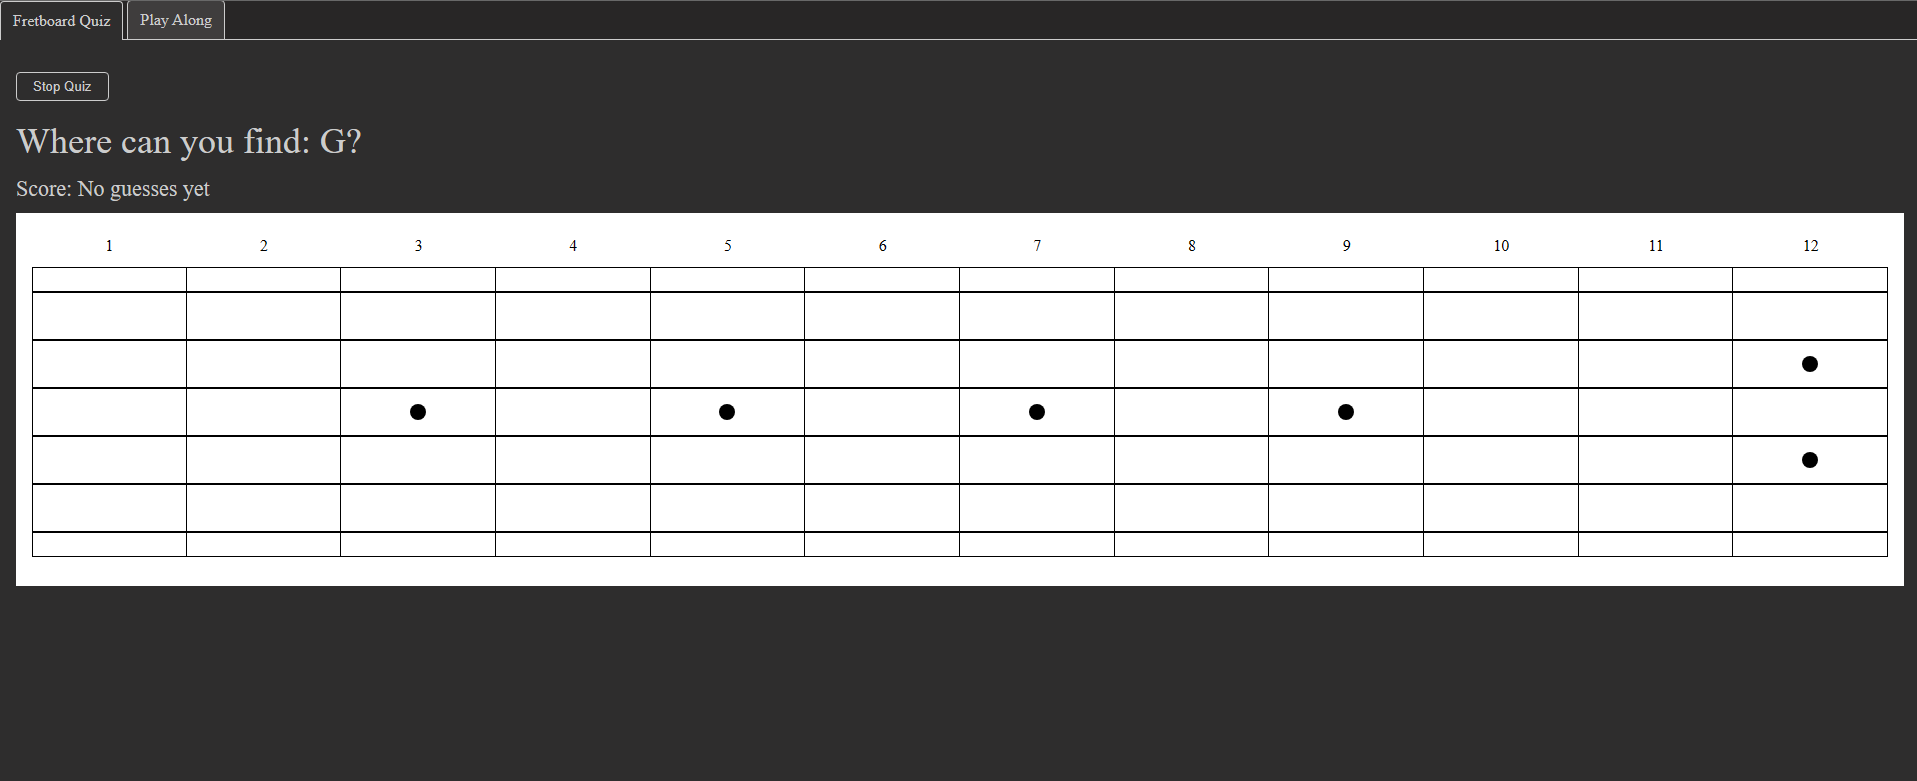 Fretboard Quiz Play Along
Stop Quiz
Where can you find: G?
Score: No guesses yet
1 2 3 4 5 6 7 8 9 10 11 12